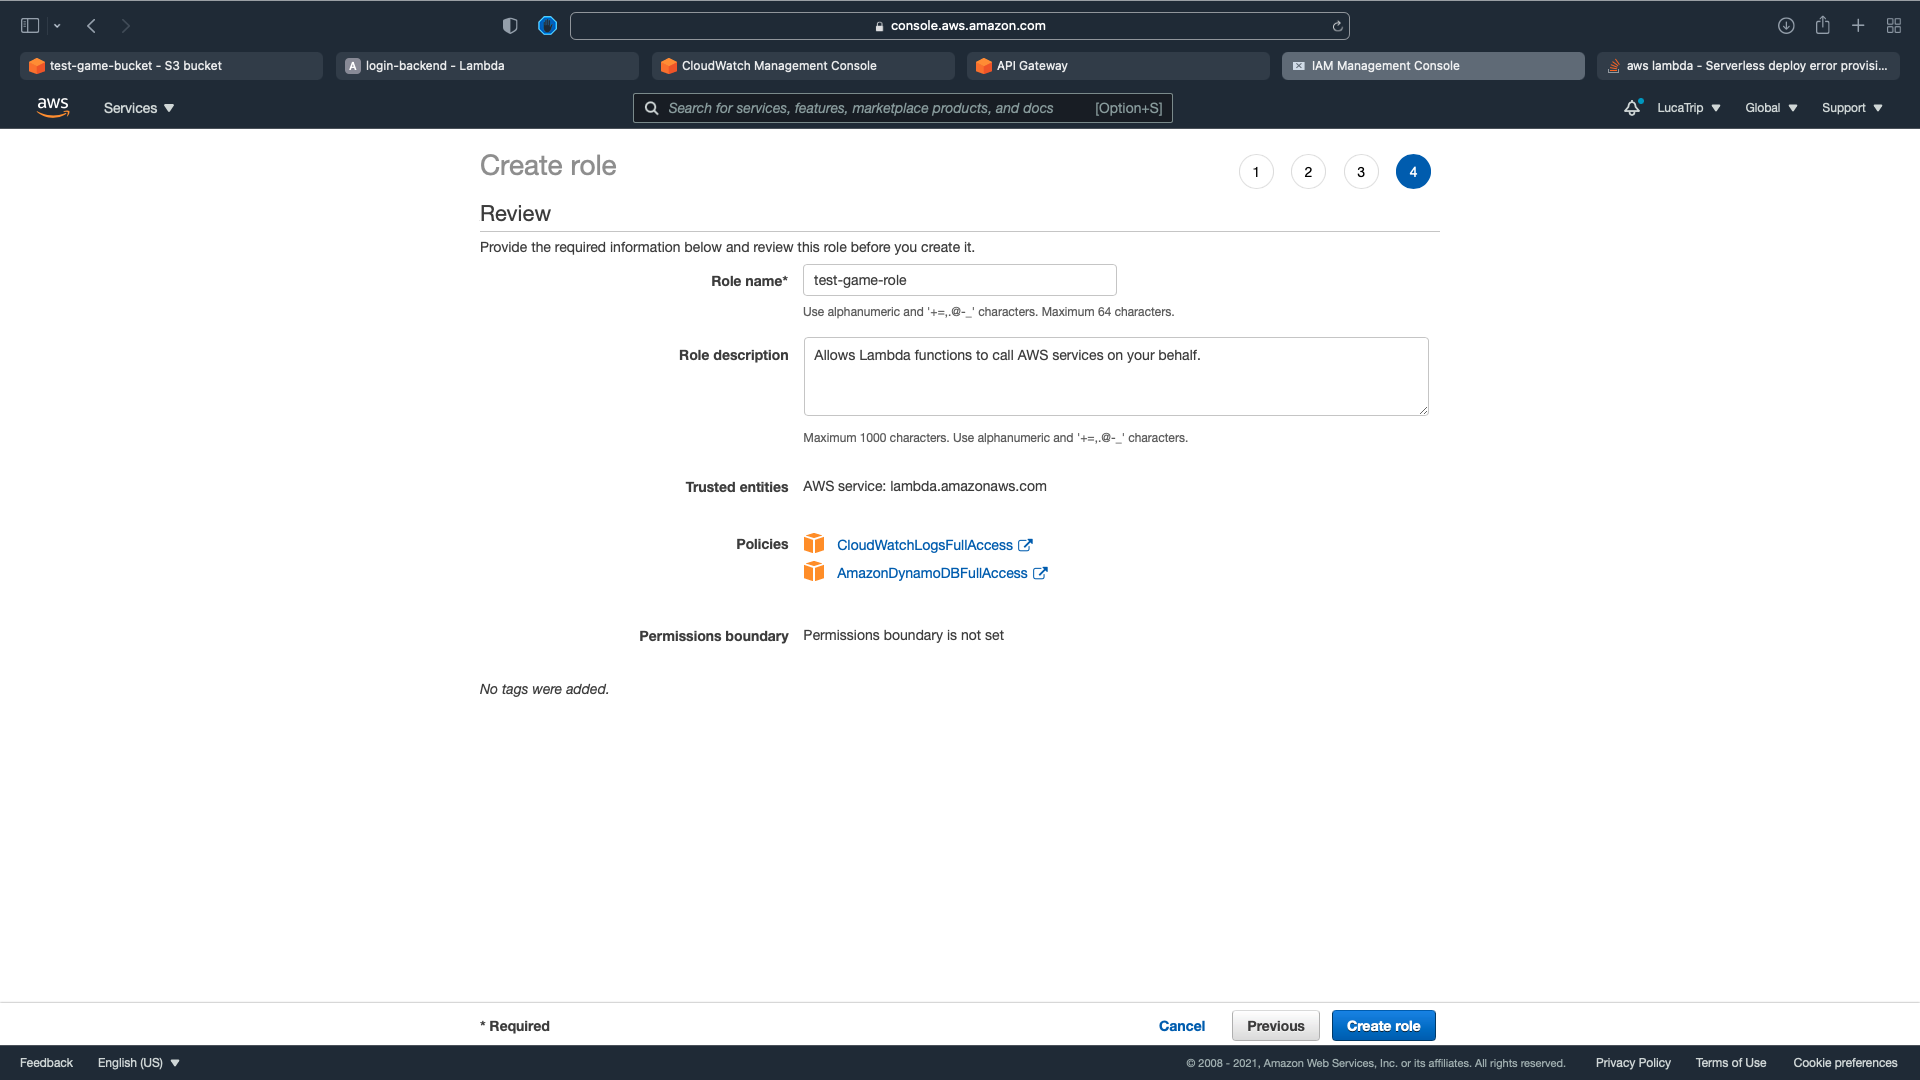 console.aws.amazon.com
test-game-bucket - S3 bucket
A login-backend - Lambda
CloudWatch Management Console
API Gateway
IAM Management Console
aws lambda - Serverless deploy error provisi...
aws
Services
Search for services, features, marketplace products, and docs [Option+S]
LucaTrip
Global
Support
Create role
1 2 3 4
Review
Provide the required information below and review this role before you create it.
Role name* test-game-role
Use alphanumeric and '+=,.@-_' characters. Maximum 64 characters.
Role description Allows Lambda functions to call AWS services on your behalf.
Maximum 1000 characters. Use alphanumeric and '+=,.@-_' characters.
Trusted entities AWS service: lambda.amazonaws.com
Policies CloudWatchLogsFullAccess
AmazonDynamoDBFullAccess
Permissions boundary Permissions boundary is not set
No tags were added.
* Required
Cancel Previous Create role
Feedback English (US)
© 2008 - 2021, Amazon Web Services, Inc. or its affiliates. All rights reserved. Privacy Policy Terms of Use Cookie preferences